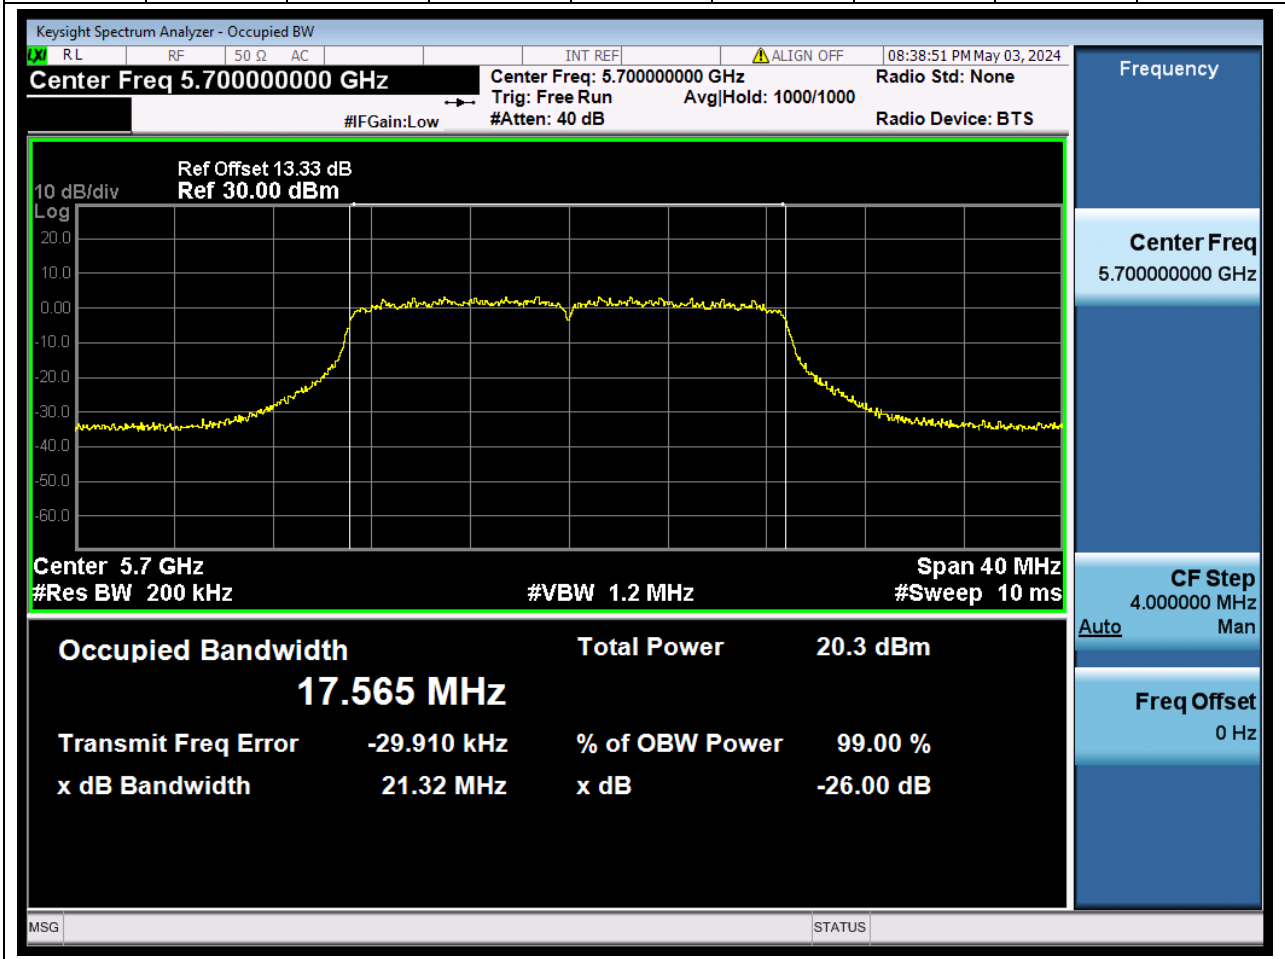 Keysight Spectrum Analyzer - Occupied BW
LXI RL RF 50 Ω AC INT REF ALIGN OFF 08:38:51 PM May 03, 2024
Center Freq 5.700000000 GHz
Center Freq: 5.700000000 GHz
Radio Std: None
Trig: Free Run Avg|Hold: 1000/1000
#IFGain:Low
#Atten: 40 dB
Radio Device: BTS
Ref Offset 13.33 dB
10 dB/div Ref 30.00 dBm
Log
20.0
10.0
0.00
-10.0
-20.0
-30.0
-40.0
-50.0
-60.0
Center 5.7 GHz Span 40 MHz
#Res BW 200 kHz #VBW 1.2 MHz #Sweep 10 ms
Occupied Bandwidth Total Power 20.3 dBm
17.565 MHz
Transmit Freq Error -29.910 kHz % of OBW Power 99.00 %
x dB Bandwidth 21.32 MHz x dB -26.00 dB
Frequency
Center Freq
5.700000000 GHz
CF Step
4.000000 MHz
Auto Man
Freq Offset
0 Hz
MSG STATUS